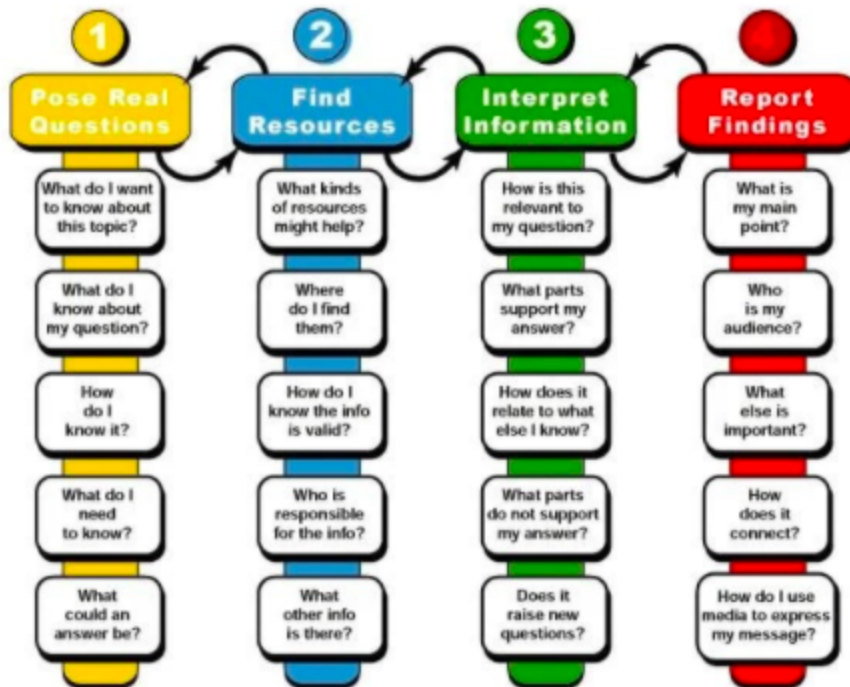 1
2
3
4
Pose Real
Questions
Find
Resources
Interpret
Information
Report
Findings
What do I want
to know about
this topic?
What do I
know about
my question?
How
do I
know it?
What do I
need
to know?
What
could an
answer be?
What kinds
of resources
might help?
Where
do I find
them?
How do I
know the info
is valid?
Who is
responsible
for the info?
What
other info
is there?
How is this
relevant to
my question?
What parts
support my
answer?
How does it
relate to what
else I know?
What parts
do not support
my answer?
Does it
raise new
questions?
What is
my main
point?
Who
is my
audience?
What
else is
important?
How
does it
connect?
How do I use
media to express
my message?